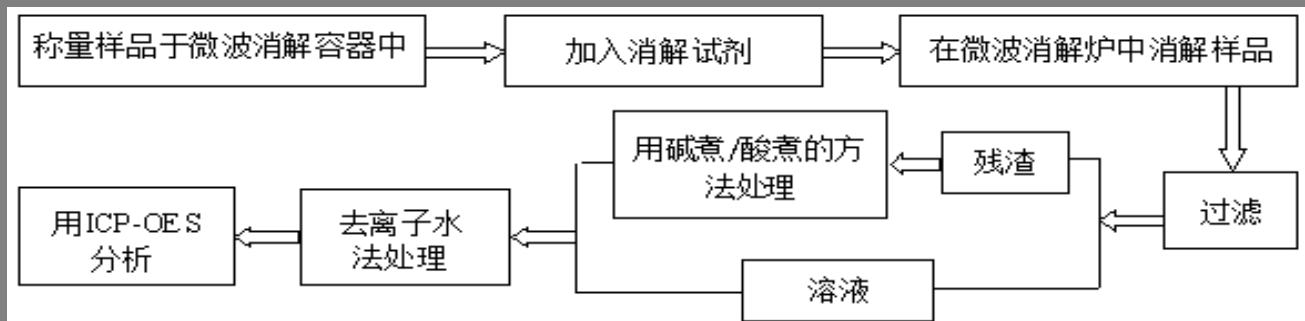 称量样品于微波消解容器中
加入消解试剂
在微波消解炉中消解样品
过滤
残渣
用碱煮/酸煮的方
法处理
溶液
去离子水
法处理
用ICP-OES
分析